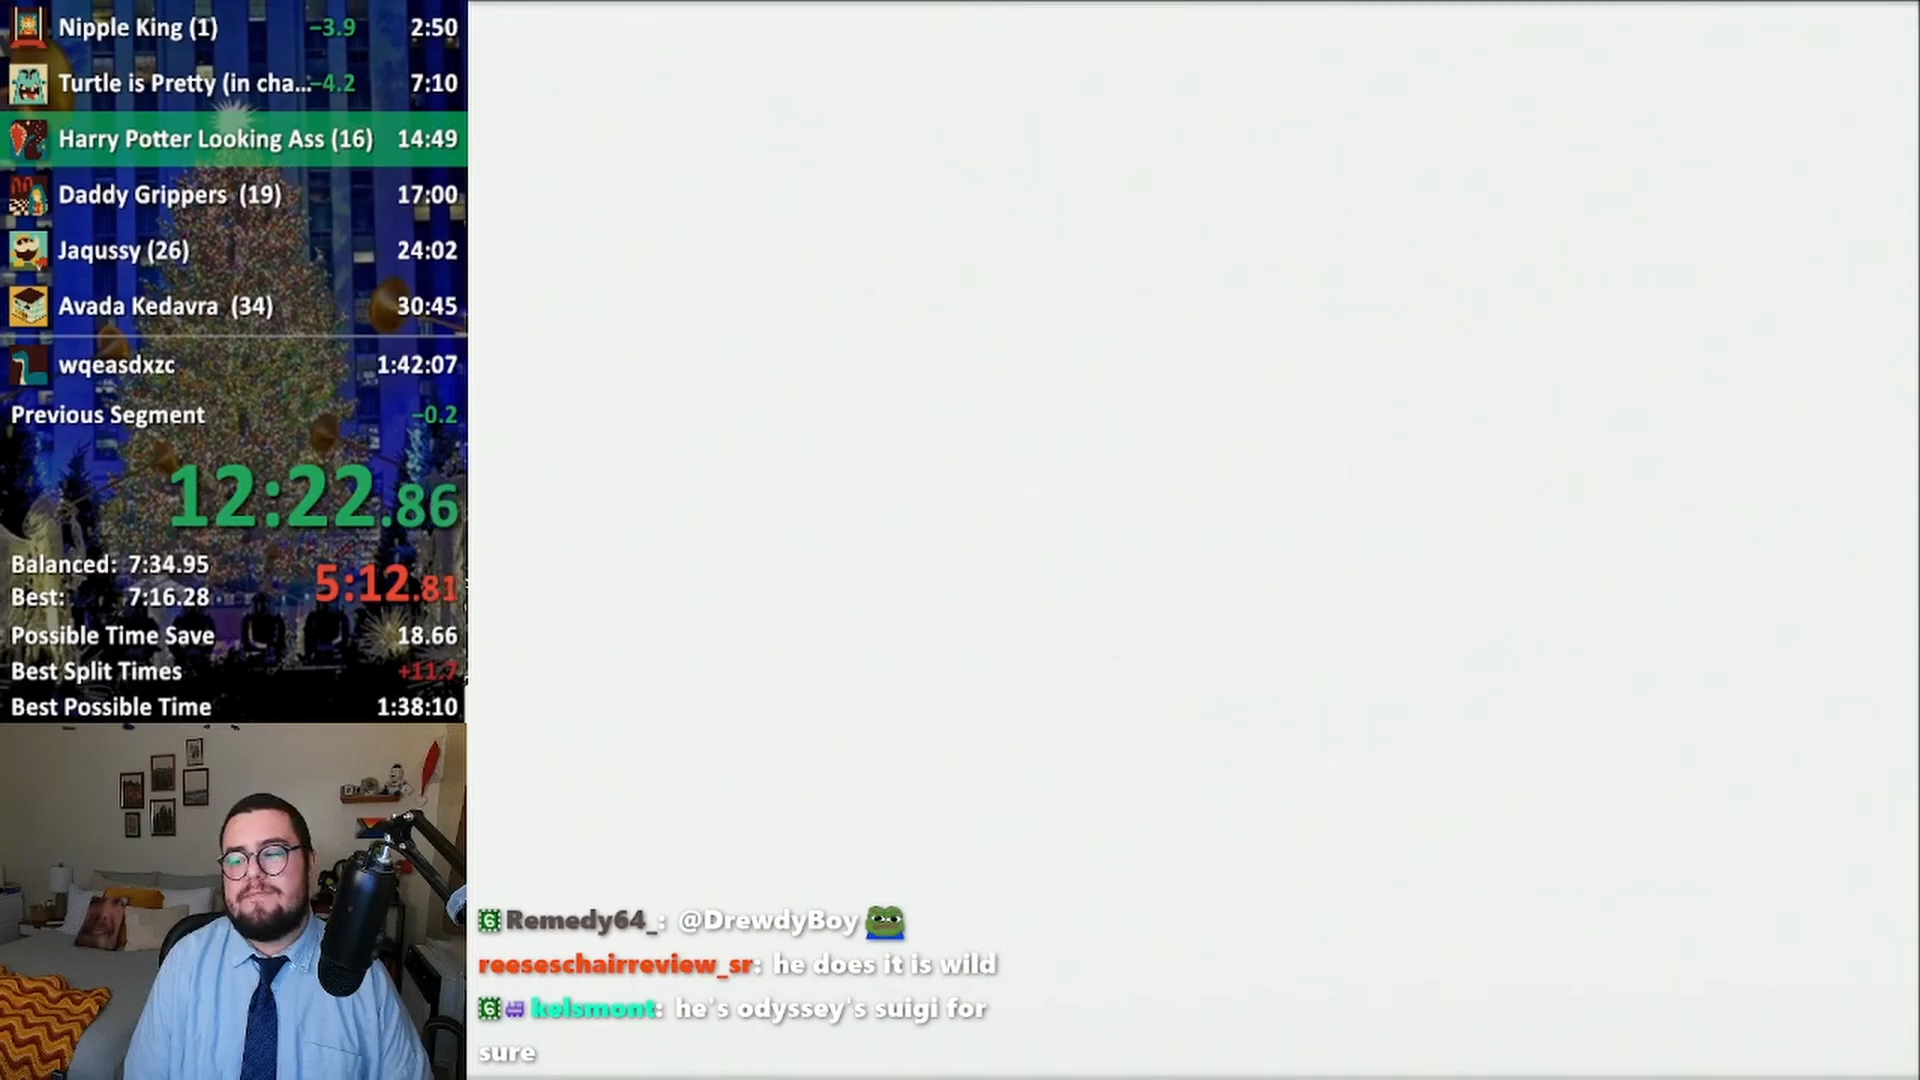 Nipple King (1) −3.9 2:50
Turtle is Pretty (in cha... −4.2 7:10
Harry Potter Looking Ass (16) 14:49
Daddy Grippers (19) 17:00
Jaqussy (26) 24:02
Avada Kedavra (34) 30:45
wqeasdxzc 1:42:07
Previous Segment −0.2
12:22.86
Balanced: 7:34.95
Best: 7:16.28
5:12.81
Possible Time Save 18.66
Best Split Times +11.7
Best Possible Time 1:38:10
6 Remedy64_: @DrewdyBoy
reeseschairreview_sr: he does it is wild
6 kelsmont: he's odyssey's suigi for
sure